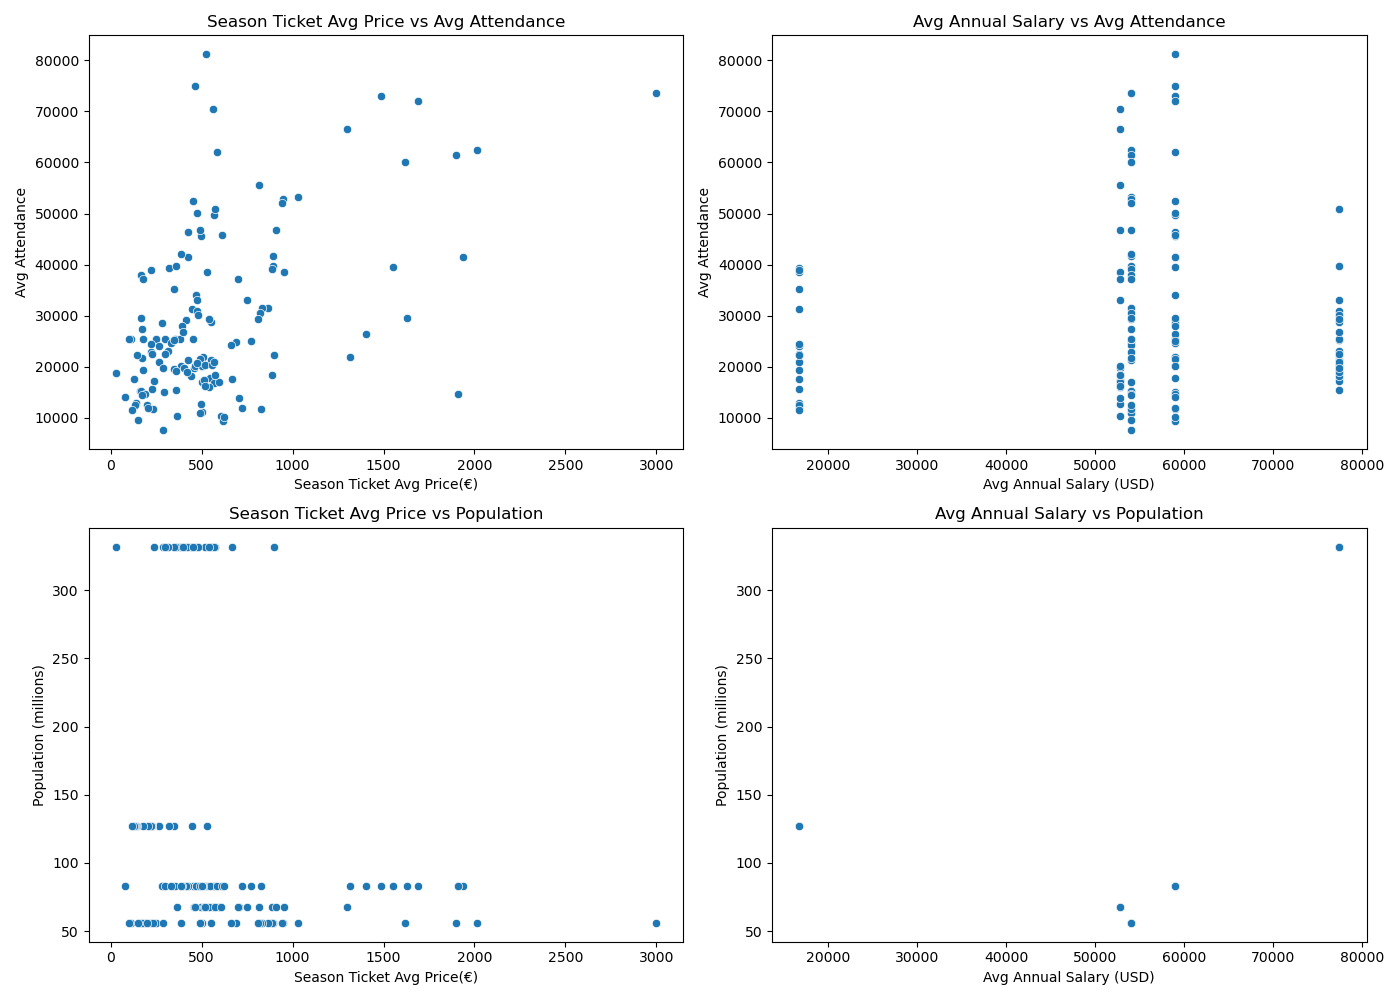 Season Ticket Avg Price vs Avg Attendance
Avg Attendance
80000
70000
60000
50000
40000
30000
20000
10000
0 500 1000 1500 2000 2500 3000
Season Ticket Avg Price(€)
Avg Annual Salary vs Avg Attendance
Avg Attendance
80000
70000
60000
50000
40000
30000
20000
10000
20000 30000 40000 50000 60000 70000 80000
Avg Annual Salary (USD)
Season Ticket Avg Price vs Population
Population (millions)
300
250
200
150
100
50
0 500 1000 1500 2000 2500 3000
Season Ticket Avg Price(€)
Avg Annual Salary vs Population
Population (millions)
300
250
200
150
100
50
20000 30000 40000 50000 60000 70000 80000
Avg Annual Salary (USD)